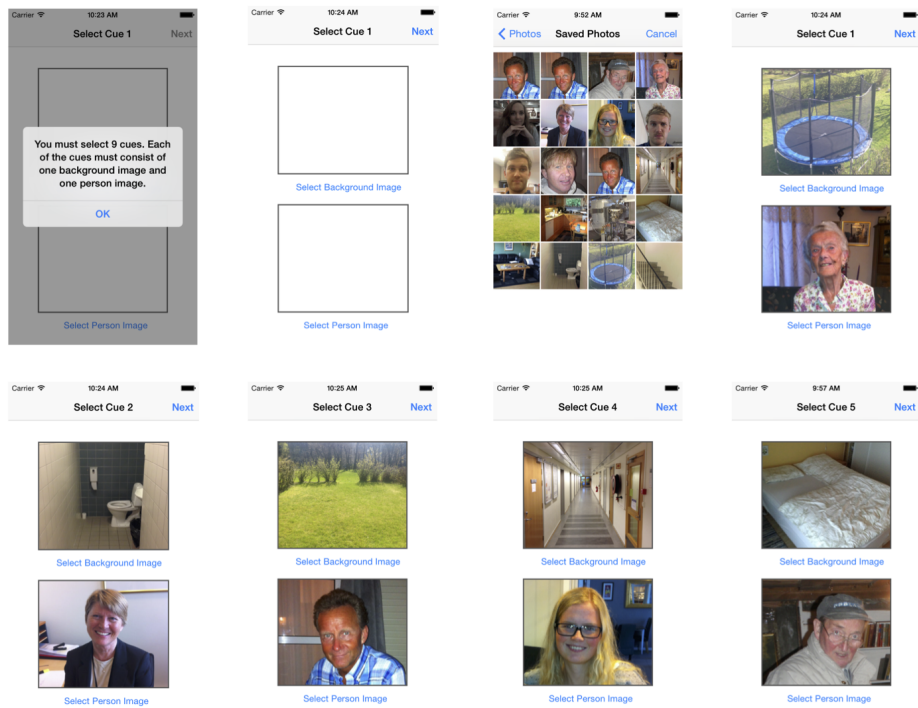 Carrier 10:23 AM
Select Cue 1 Next
You must select 9 cues. Each
of the cues must consist of
one background image and
one person image.
OK
Select Person Image
Carrier 10:24 AM
Select Cue 1 Next
Select Background Image
Select Person Image
Carrier 9:52 AM
Photos Saved Photos Cancel
Carrier 10:24 AM
Select Cue 1 Next
Select Background Image
Select Person Image
Carrier 10:24 AM
Select Cue 2 Next
Select Background Image
Select Person Image
Carrier 10:25 AM
Select Cue 3 Next
Select Background Image
Select Person Image
Carrier 10:25 AM
Select Cue 4 Next
Select Background Image
Select Person Image
Carrier 9:57 AM
Select Cue 5 Next
Select Background Image
Select Person Image